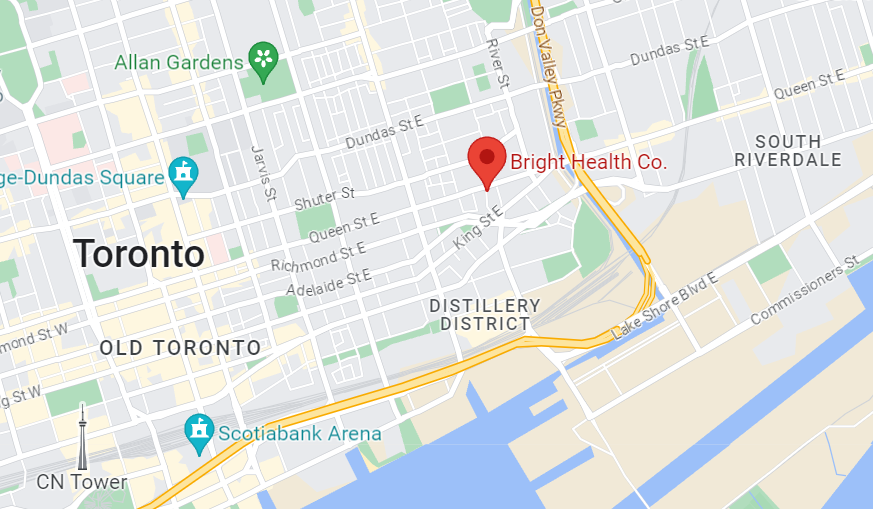 Don Valley Pkwy
River St
Dundas St E
Allan Gardens
Queen St E
Dundas St E
SOUTH
RIVERDALE
Jarvis St
Bright Health Co.
ge-Dundas Square
Shuter St
Queen St E
King St E
Toronto
Richmond St E
Adelaide St E
Commissioners St
DISTILLERY
DISTRICT
Lake Shore Blvd E
mond St W
OLD TORONTO
g St W
Scotiabank Arena
CN Tower